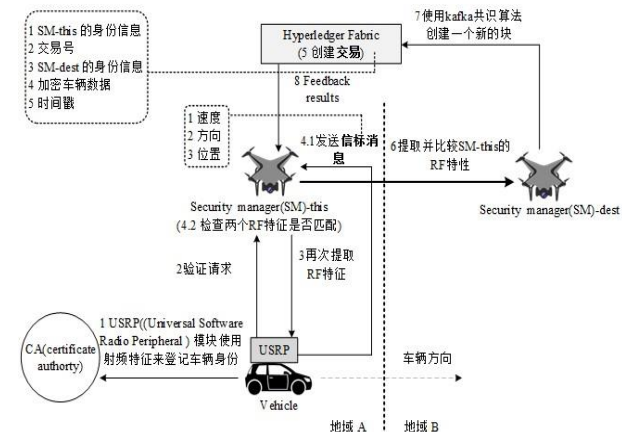 1 SM-this 的身份信息
2 交易号
3 SM-dest 的身份信息
4 加密车辆数据
5 时间戳
Hyperledger Fabric
(5 创建交易)
7使用kafka共识算法
创建一个新的块
8 Feedback
results
1 速度
2 方向
3 位置
4.1发送信标消
息
6提取并比较SM-this的
RF特性
Security manager(SM)-this
(4.2 检查两个RF特征是否匹配)
Security manager(SM)-dest
2验证请求
3再次提取
RF特征
1 USRP((Universal Software
Radio Peripheral ) 模块使用
射频特征来登记车辆身份
CA(certificate
authorty)
USRP
车辆方向
Vehicle
地域 A
地域 B